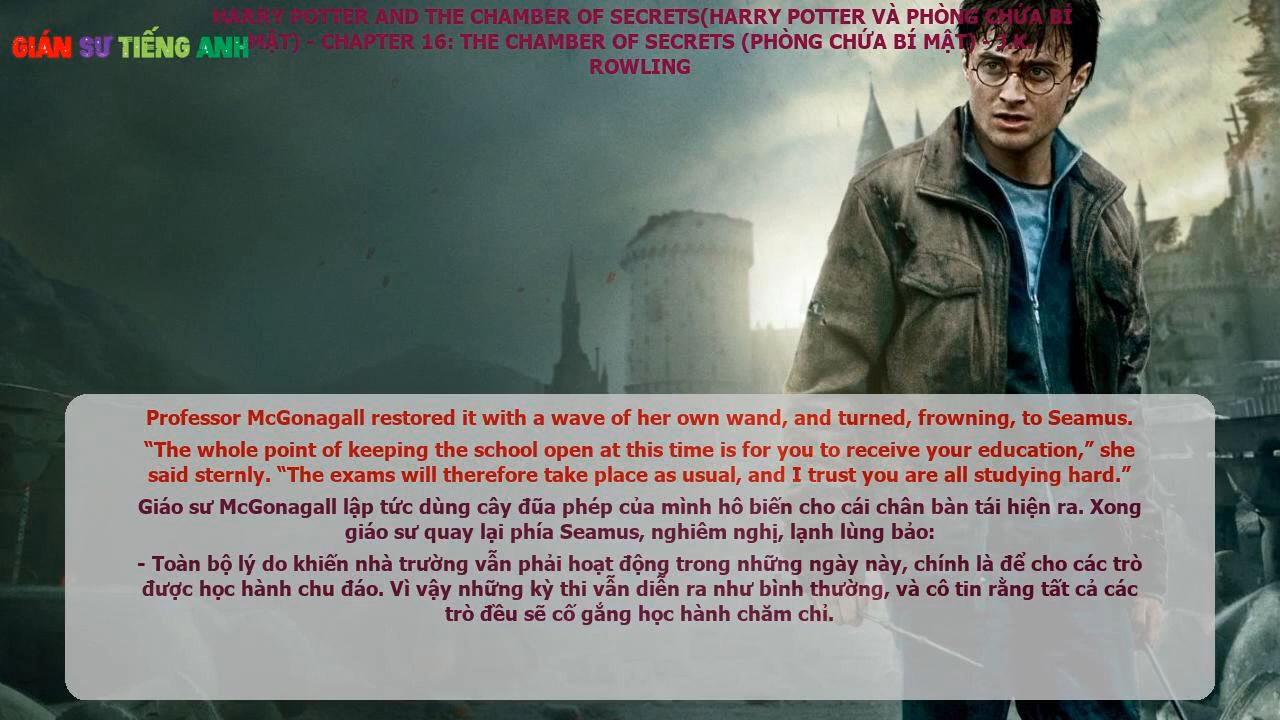 HARRY POTTER AND THE CHAMBER OF SECRETS(HARRY POTTER VÀ PHÒNG CHỨA BÍ
MẬT) - CHAPTER 16: THE CHAMBER OF SECRETS (PHÒNG CHỨA BÍ MẬT) - J.K.
ROWLING
GIÁN SƯ TIẾNG ANH
Professor McGonagall restored it with a wave of her own wand, and turned, frowning, to Seamus.
“The whole point of keeping the school open at this time is for you to receive your education,” she
said sternly. “The exams will therefore take place as usual, and I trust you are all studying hard.”
Giáo sư McGonagall lập tức dùng cây đũa phép của mình hô biến cho cái chân bàn tái hiện ra. Xong
giáo sư quay lại phía Seamus, nghiêm nghị, lạnh lùng bảo:
- Toàn bộ lý do khiến nhà trường vẫn phải hoạt động trong những ngày này, chính là để cho các trò
được học hành chu đáo. Vì vậy những kỳ thi vẫn diễn ra như bình thường, và cô tin rằng tất cả các
trò đều sẽ cố gắng học hành chăm chỉ.